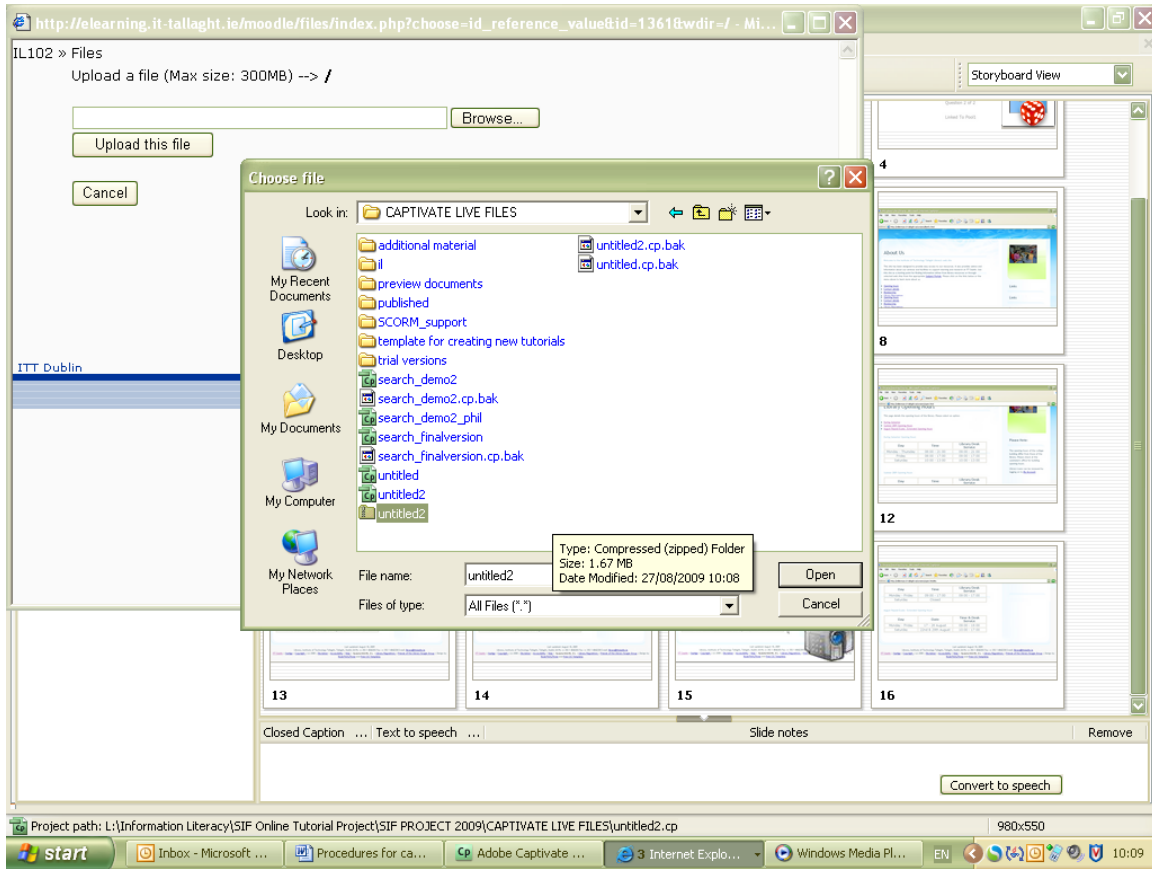 http://elearning.it-tallaght.ie/moodle/files/index.php?choose=id_reference_value&id=1361&wdir=/ - Mi...
IL102 » Files
Upload a file (Max size: 300MB) --> /
Browse...
Upload this file
Cancel
ITT Dublin
Storyboard View
4
8
12
Choose file
Look in:
CAPTIVATE LIVE FILES
My Recent Documents
Desktop
My Documents
My Computer
My Network Places
additional material
il
preview documents
published
SCORM_support
template for creating new tutorials
trial versions
search_demo2
search_demo2.cp.bak
search_demo2_phil
search_finalversion
search_finalversion.cp.bak
untitled
untitled2
untitled2
untitled2.cp.bak
untitled.cp.bak
Type: Compressed (zipped) Folder
Size: 1.67 MB
Date Modified: 27/08/2009 10:08
File name:
untitled2
Open
Files of type:
All Files (*.*)
Cancel
13
14
15
16
Closed Caption ... Text to speech ... Slide notes Remove
Convert to speech
Project path: L:\Information Literacy\SIF Online Tutorial Project\SIF PROJECT 2009\CAPTIVATE LIVE FILES\untitled2.cp
980x550
start
Inbox - Microsoft ...
Procedures for ca...
Adobe Captivate ...
3 Internet Explo...
Windows Media Pl...
EN
10:09